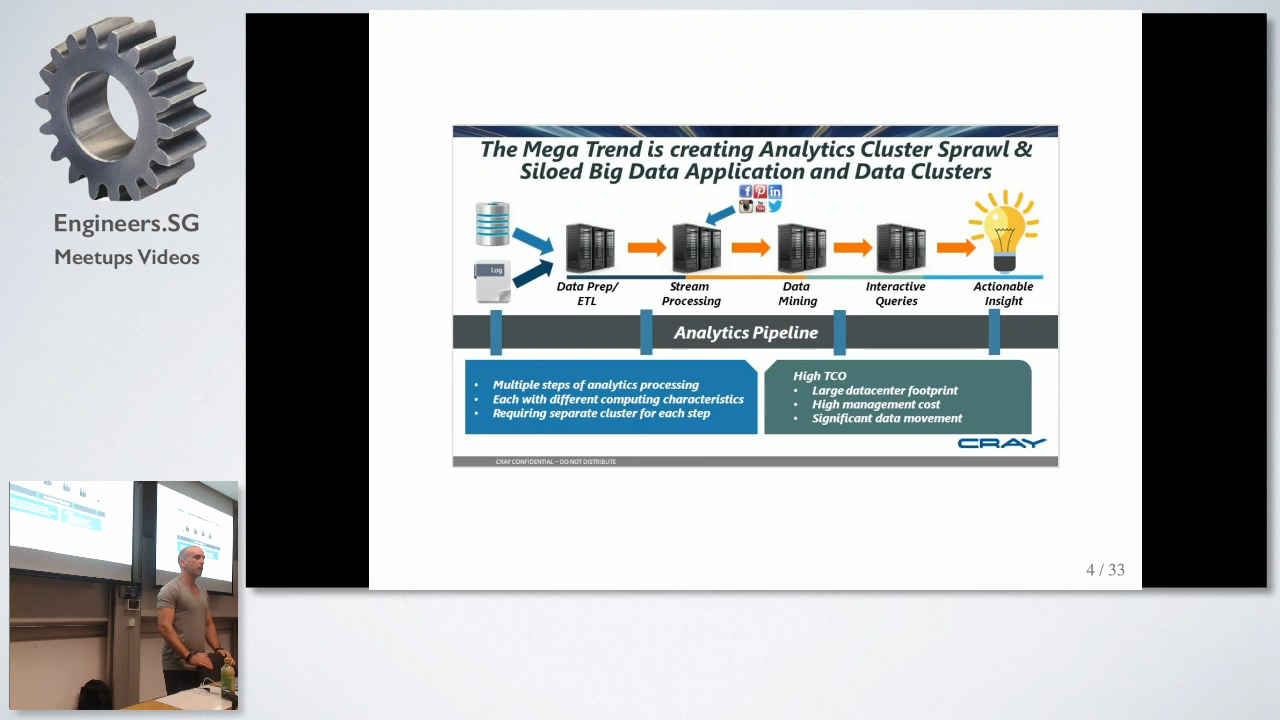 Engineers.SG
Meetups Videos
The Mega Trend is creating Analytics Cluster Sprawl &
Siloed Big Data Application and Data Clusters
Log
Data Prep/
ETL
Stream
Processing
Data
Mining
Interactive
Queries
Actionable
Insight
Analytics Pipeline
• Multiple steps of analytics processing
• Each with different computing characteristics
• Requiring separate cluster for each step
High TCO
• Large datacenter footprint
• High management cost
• Significant data movement
CRAY
CRAY CONFIDENTIAL – DO NOT DISTRIBUTE
4 / 33